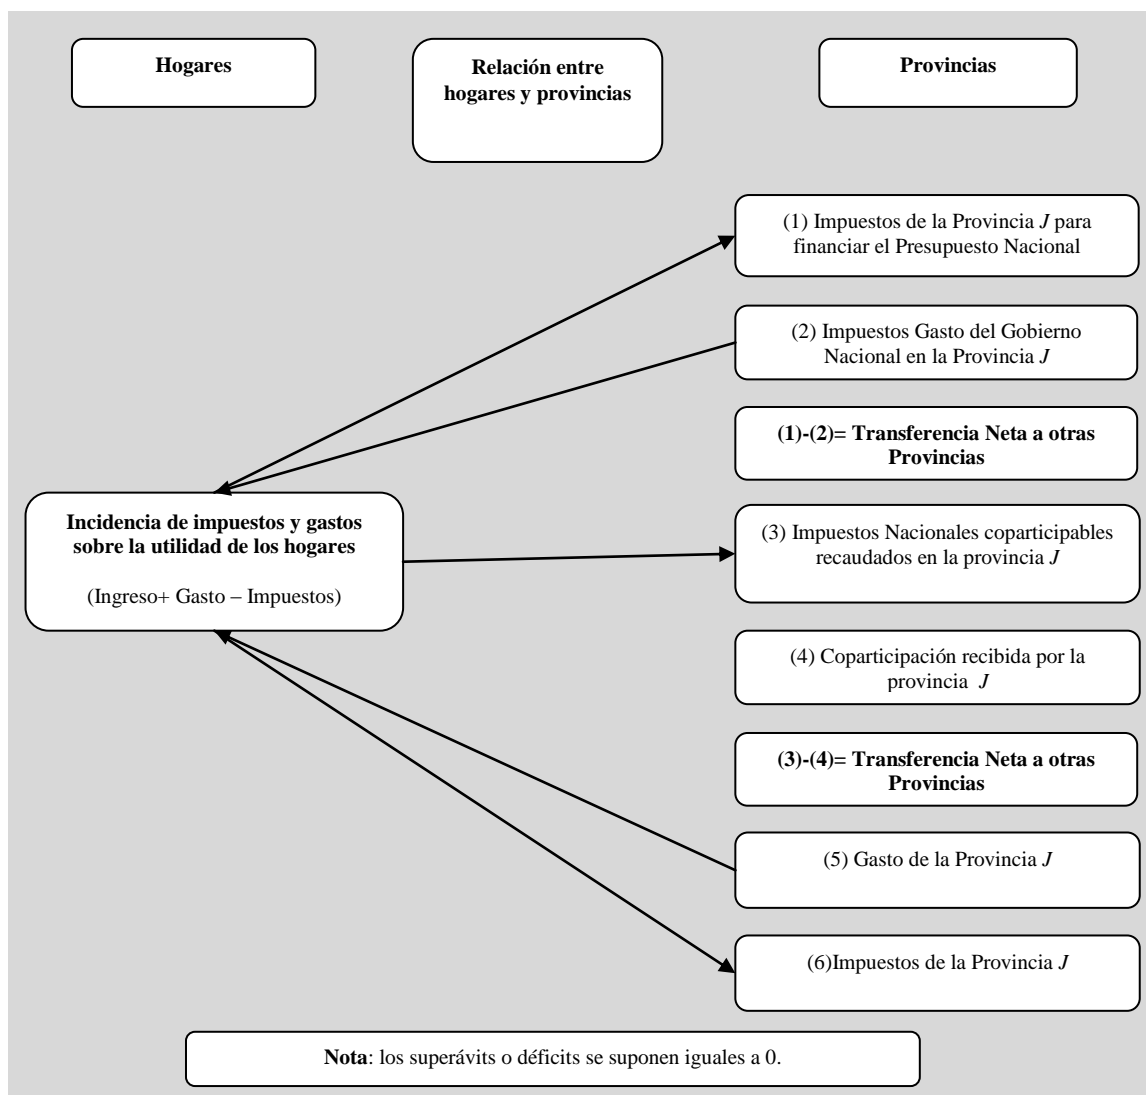 Hogares
Relación entre
hogares y provincias
Provincias
(1) Impuestos de la Provincia J para
financiar el Presupuesto Nacional
(2) Impuestos Gasto del Gobierno
Nacional en la Provincia J
(1)-(2)= Transferencia Neta a otras
Provincias
Incidencia de impuestos y gastos
sobre la utilidad de los hogares
(Ingreso+ Gasto – Impuestos)
(3) Impuestos Nacionales coparticipables
recaudados en la provincia J
(4) Coparticipación recibida por la
provincia J
(3)-(4)= Transferencia Neta a otras
Provincias
(5) Gasto de la Provincia J
(6)Impuestos de la Provincia J
Nota: los superávits o déficits se suponen iguales a 0.